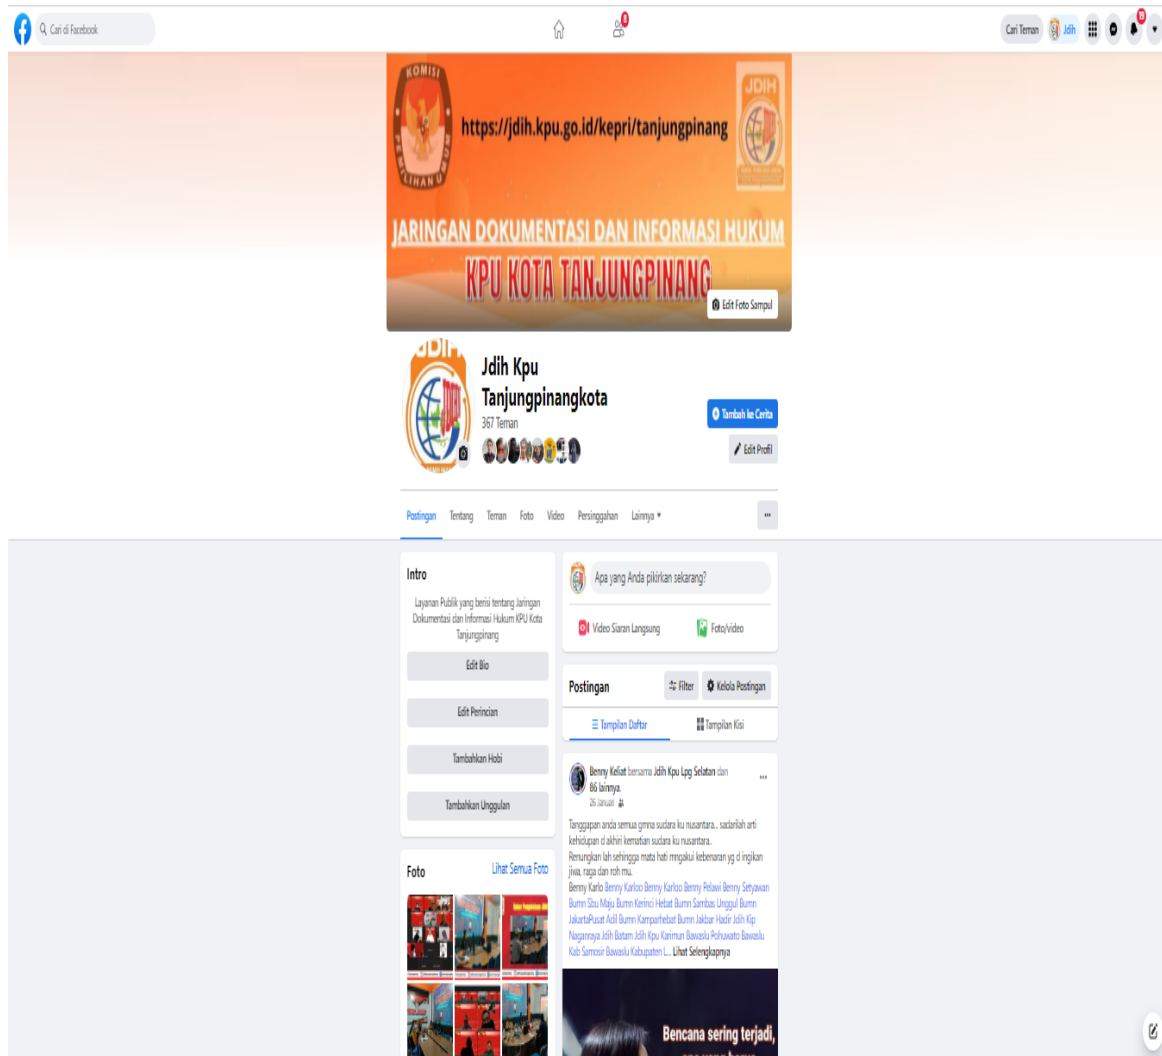 Cari di Facebook
8
Cari Teman
Jdih
19
KOMISI
PEMILIHAN UMUM
JDIH
https://jdih.kpu.go.id/kepri/tanjungpinang
JARINGAN DOKUMENTASI DAN INFORMASI HUKUM
KPU KOTA TANJUNGPINANG
Edit Foto Sampul
JDIH
Jdih Kpu
Tanjungpinangkota
367 Teman
Tambah ke Cerita
Edit Profil
Postingan Tentang Teman Foto Video Persinggahan Lainnya
Intro
Layanan Publik yang berisi tentang Jaringan
Dokumentasi dan Informasi Hukum KPU Kota
Tanjungpinang
Edit Bio
Edit Perincian
Tambahkan Hobi
Tambahkan Unggulan
Foto
Lihat Semua Foto
Apa yang Anda pikirkan sekarang?
Video Siaran Langsung
Foto/video
Postingan
Filter
Kelola Postingan
Tampilan Daftar
Tampilan Kisi
Benny Keliat bersama Jdih Kpu Lpg Selatan dan
86 lainnya.
26 Januari
Tanggapan anda semua gmna sudara ku nusantara.. sadarilah arti
kehidupan d akhiri kematian sudara ku nusantara..
Renungkan lah sehingga mata hati mngakui kebenaran yg d ingikan
jiwa, raga dan roh mu.
Benny Karlo Benny Karloo Benny Karloo Benny Pelawi Benny Setyawan
Bumn Sbu Maju Bumn Kerinci Hebat Bumn Sambas Unggul Bumn
JakartaPusat Adil Bumn Kamparhebat Bumn Jakbar Hadir Jdih Kip
Naganraya Jdih Batam Jdih Kpu Karimun Bawaslu Pohuwato Bawaslu
Kab Samosir Bawaslu Kabupaten L... Lihat Selengkapnya
Bencana sering terjadi,